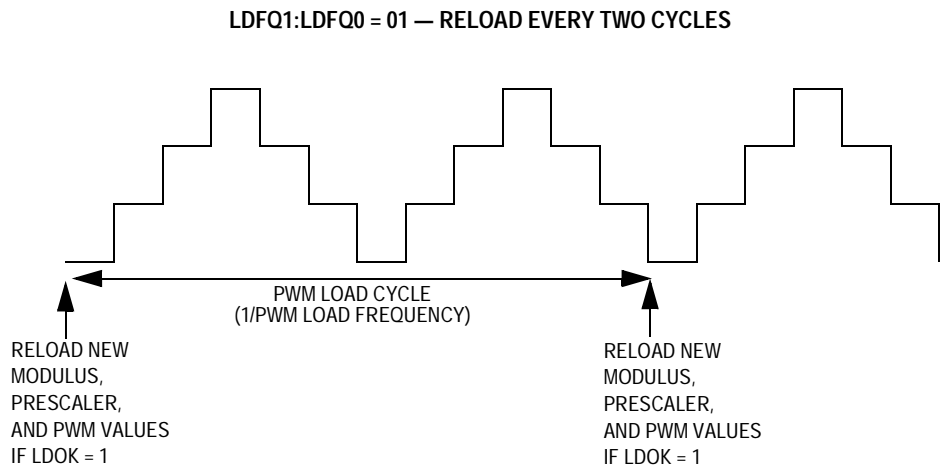 LDFQ1:LDFQ0 = 01 — RELOAD EVERY TWO CYCLES
PWM LOAD CYCLE
(1/PWM LOAD FREQUENCY)
RELOAD NEW
MODULUS,
PRESCALER,
AND PWM VALUES
IF LDOK = 1
RELOAD NEW
MODULUS,
PRESCALER,
AND PWM VALUES
IF LDOK = 1